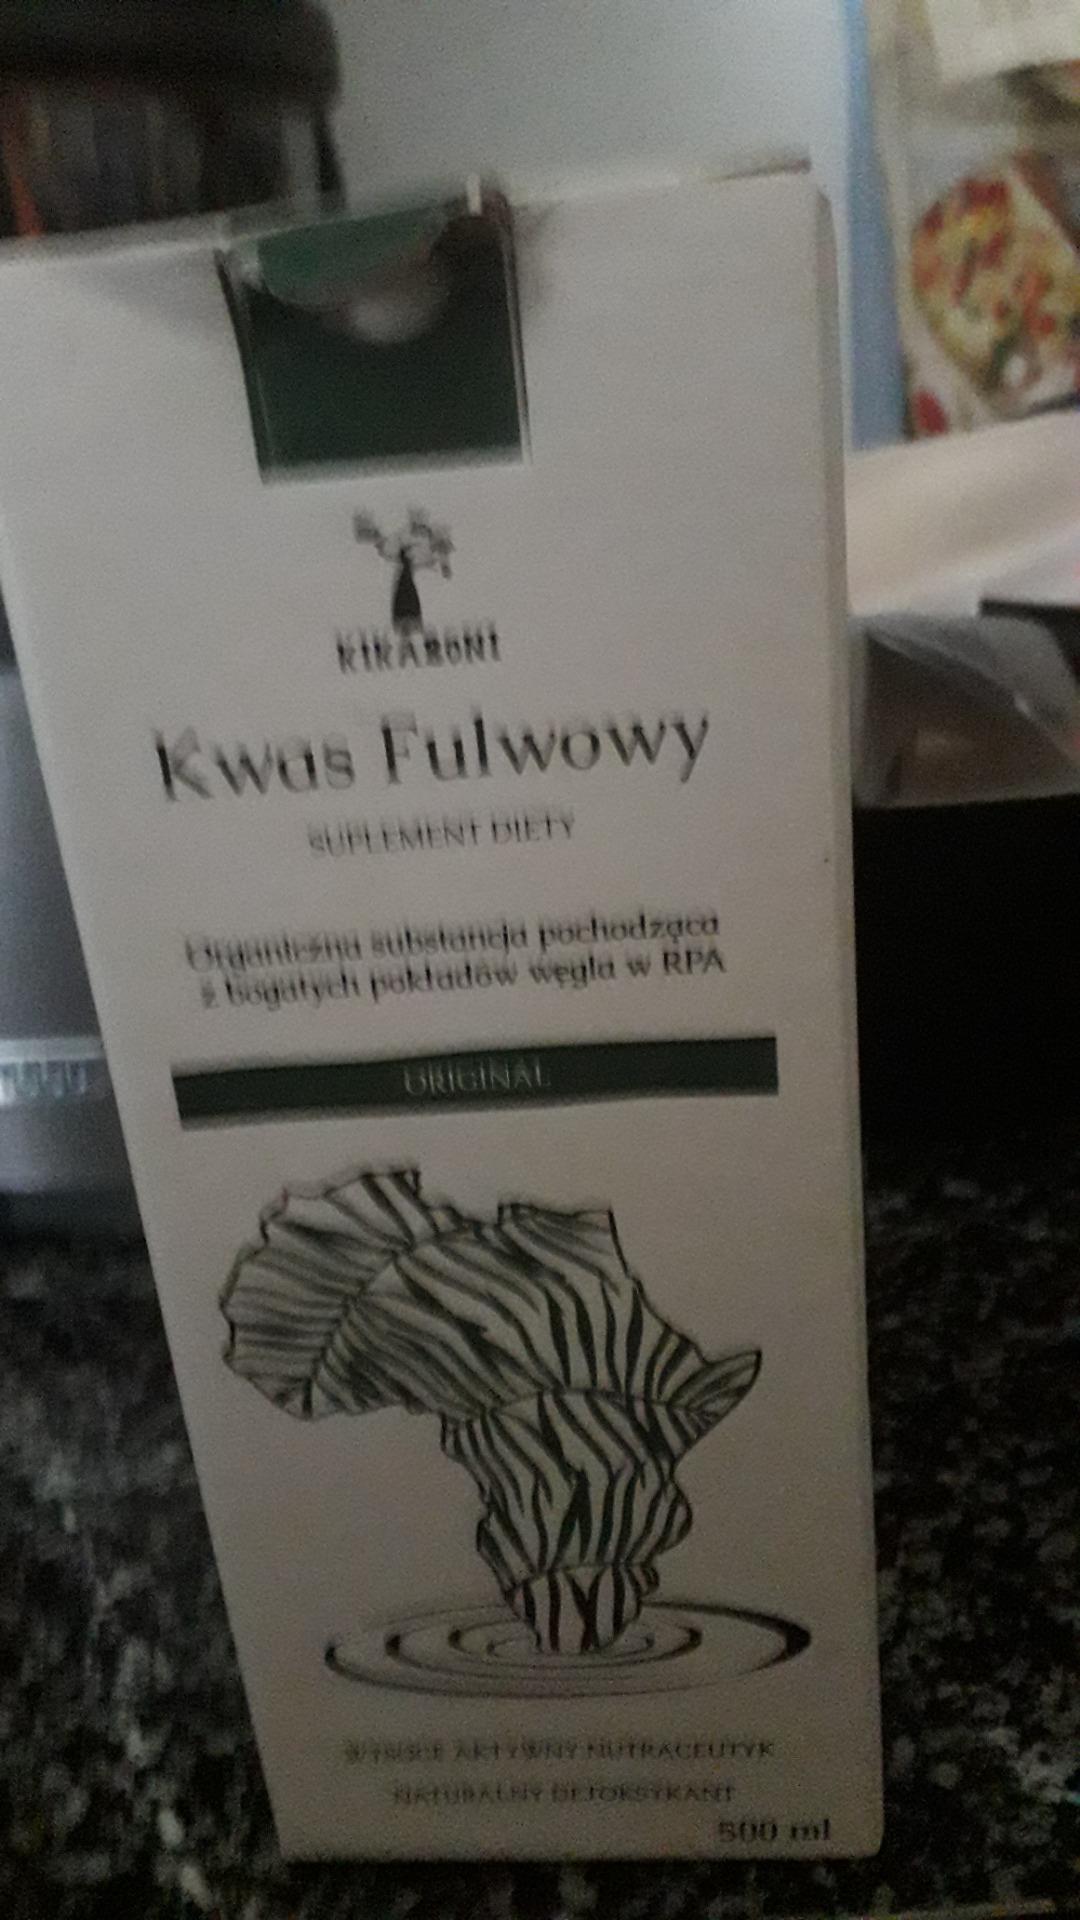 KIKABONI
Kwas Fulwowy
SUPLEMENT DIETY
Organiczna substancja pochodząca
z bogatych pokładów węgla w RPA
ORIGINAL
WYSOCE AKTYWNY NUTRACEUTYK
NATURALNY DETOKSYKANT
500 ml